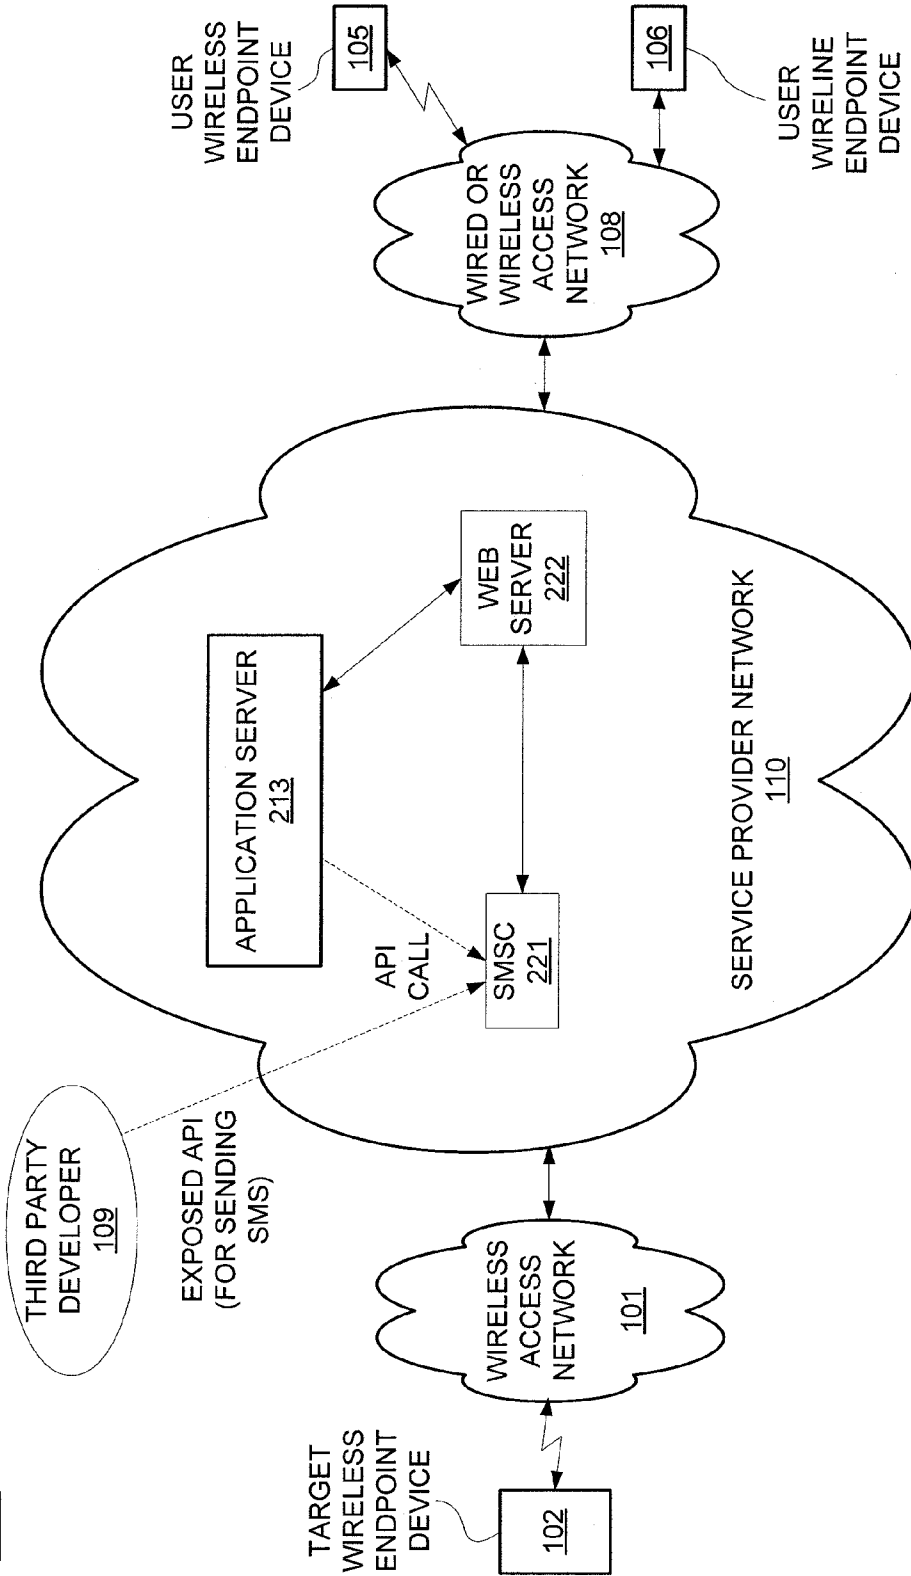 THIRD PARTY
DEVELOPER
109
EXPOSED API
(FOR SENDING
SMS)
TARGET
WIRELESS
ENDPOINT
DEVICE
102
WIRELESS
ACCESS
NETWORK
101
APPLICATION SERVER
213
API
CALL
SMSC
221
WEB
SERVER
222
SERVICE PROVIDER NETWORK
110
WIRED OR
WIRELESS
ACCESS
NETWORK
108
USER
WIRELESS
ENDPOINT
DEVICE
105
106
USER
WIRELINE
ENDPOINT
DEVICE